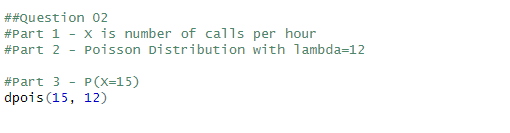 ##Question 02
#Part 1 - X is number of calls per hour
#Part 2 - Poisson Distribution with lambda=12
#Part 3 - P(X=15)
dpois(15, 12)